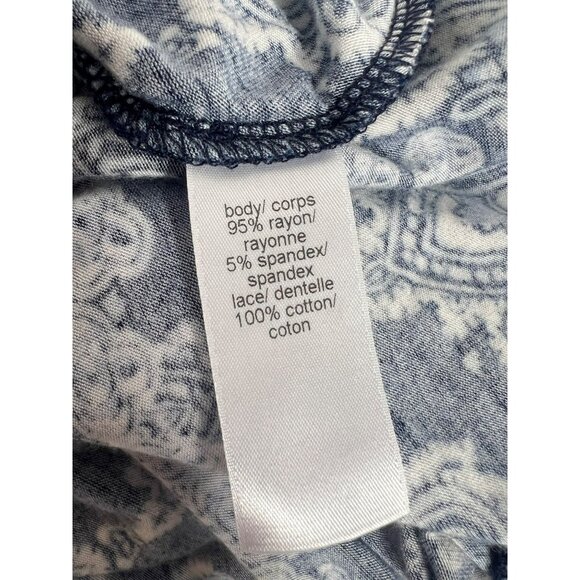 body/ corps
95% rayon/
rayonne
5% spandex/
spandex
lace/ dentelle
100% cotton/
coton